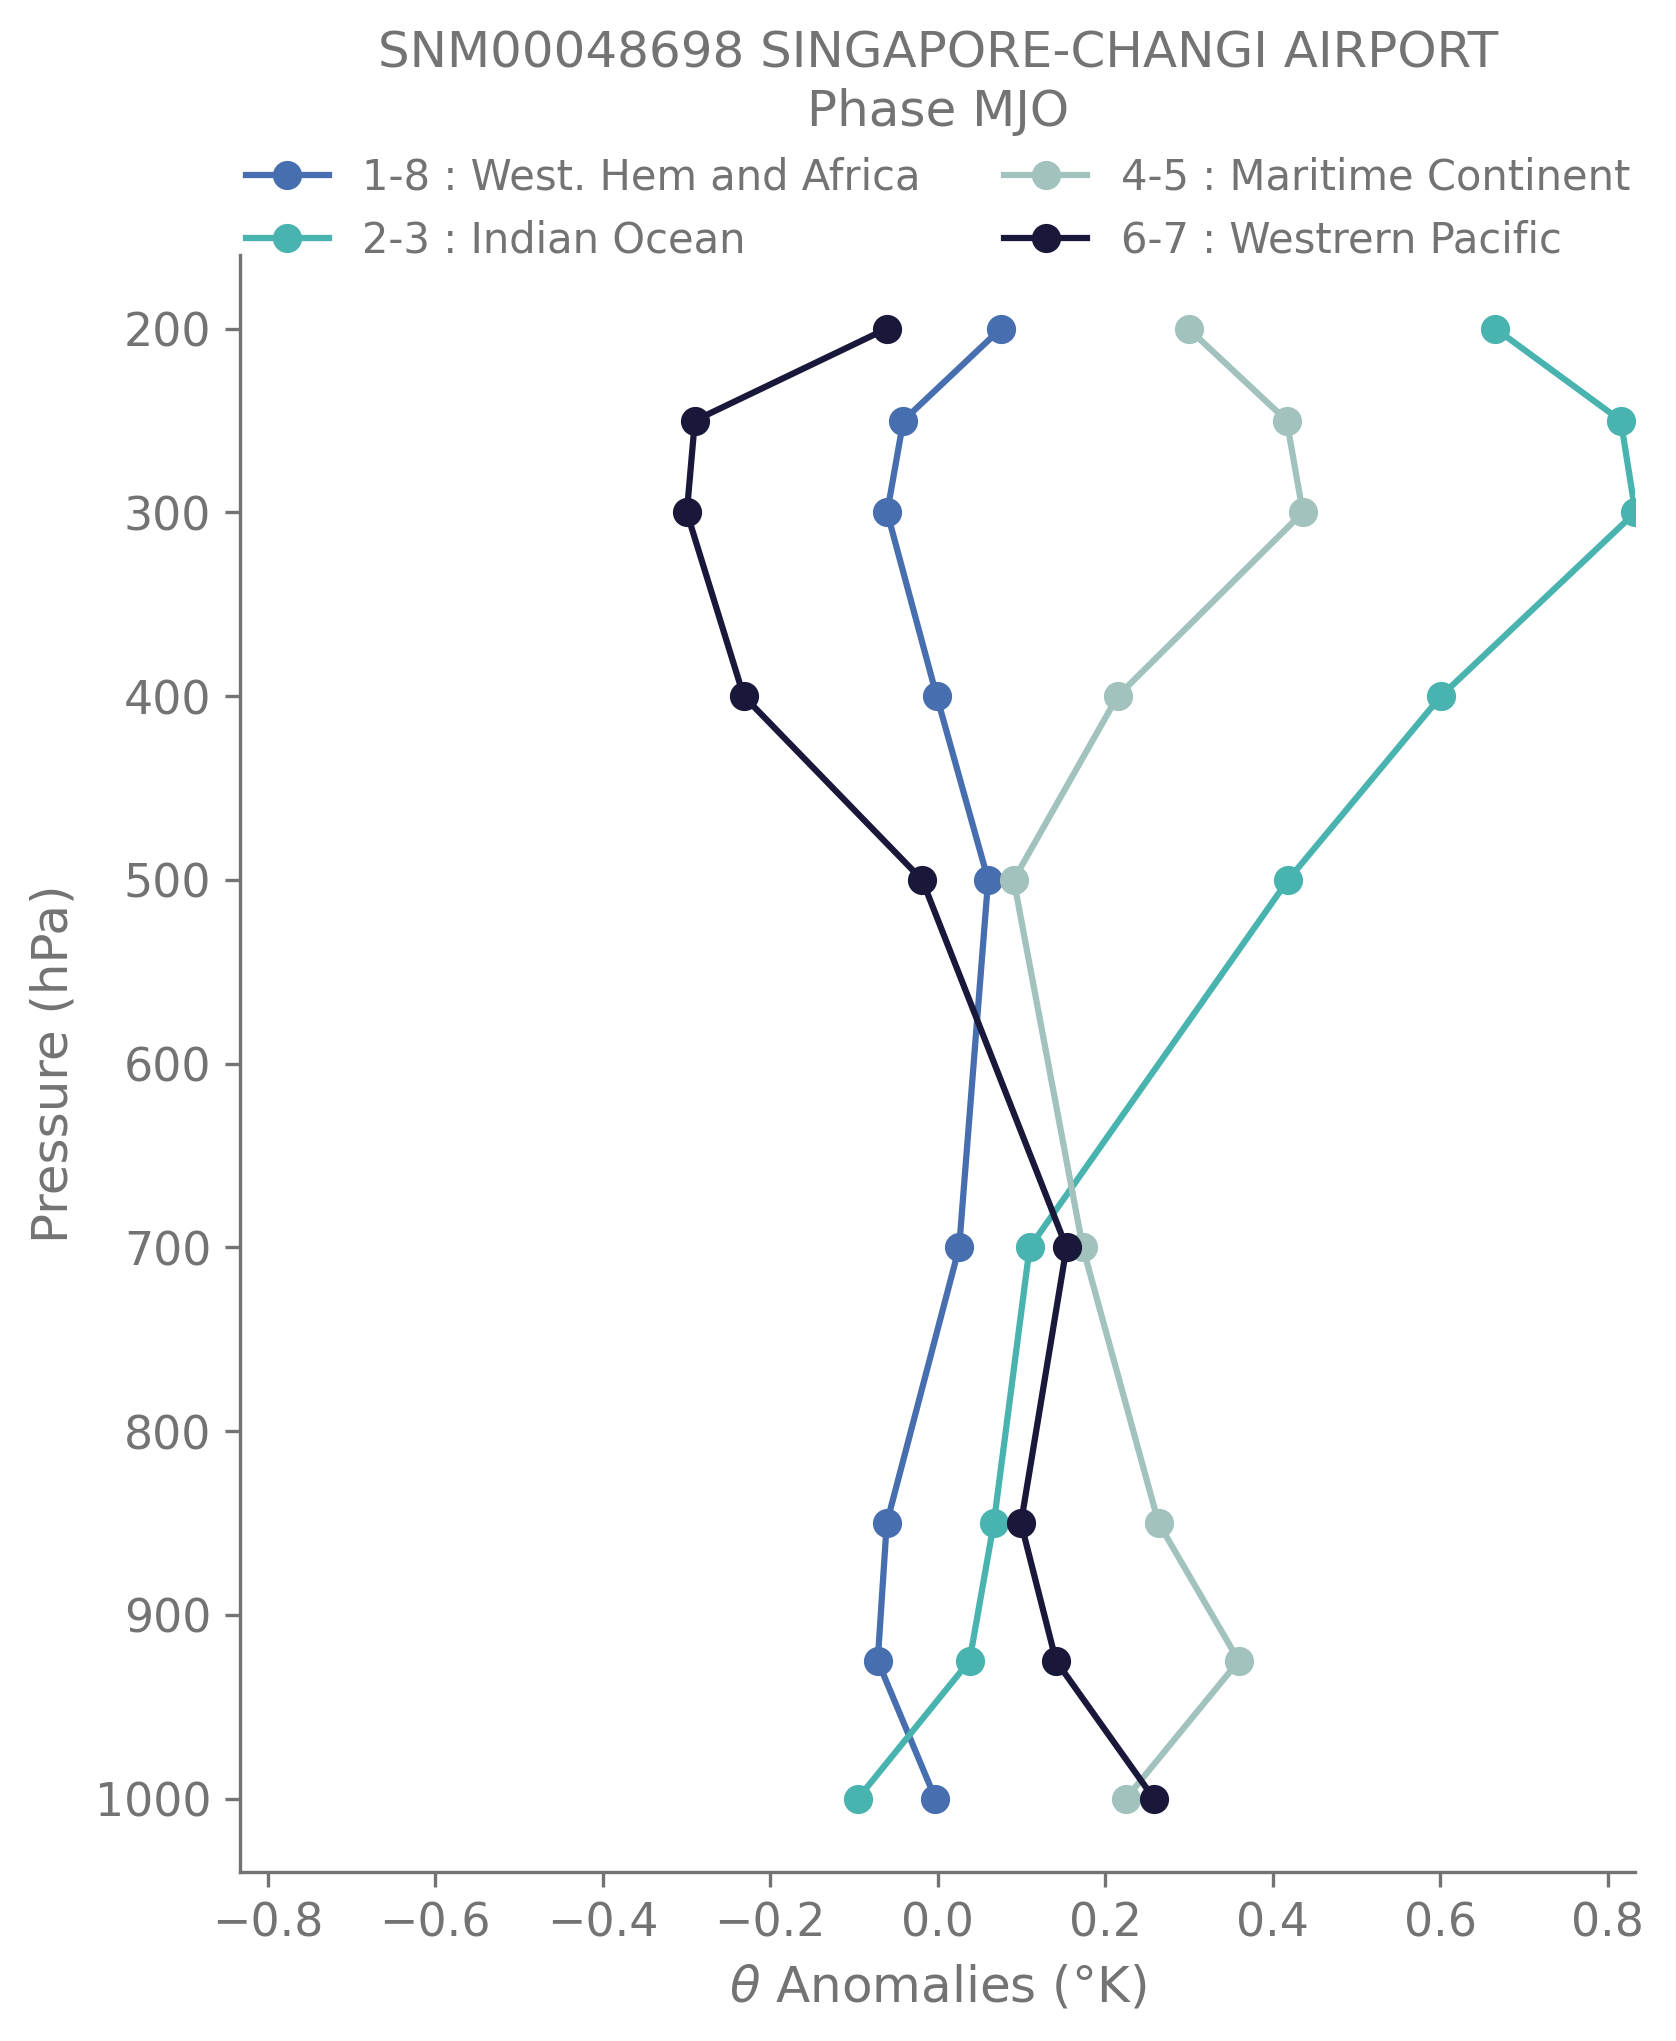 SNM00048698 SINGAPORE-CHANGI AIRPORT
Phase MJO
1-8 : West. Hem and Africa
2-3 : Indian Ocean
4-5 : Maritime Continent
6-7 : Westrern Pacific
200
300
400
500
600
700
800
900
1000
Pressure (hPa)
−0.8 −0.6 −0.4 −0.2 0.0 0.2 0.4 0.6 0.8
θ Anomalies (°K)